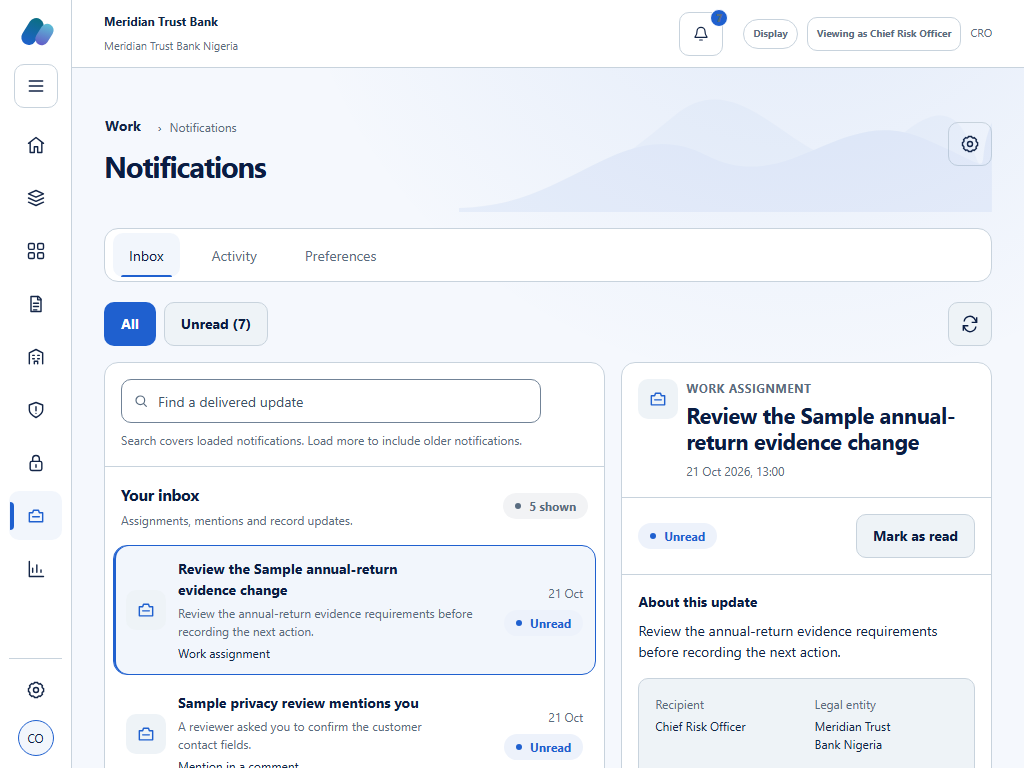 Meridian Trust Bank
Meridian Trust Bank Nigeria
7
Display
Viewing as Chief Risk Officer
CRO
Work › Notifications
Notifications
Inbox
Activity
Preferences
All
Unread (7)
Find a delivered update
Search covers loaded notifications. Load more to include older notifications.
Your inbox
Assignments, mentions and record updates.
5 shown
Review the Sample annual-return
evidence change
Review the annual-return evidence requirements before
recording the next action.
Work assignment
21 Oct
Unread
Sample privacy review mentions you
A reviewer asked you to confirm the customer
contact fields.
Mention in a comment
21 Oct
Unread
WORK ASSIGNMENT
Review the Sample annual-
return evidence change
21 Oct 2026, 13:00
Unread
Mark as read
About this update
Review the annual-return evidence requirements
before recording the next action.
Recipient
Chief Risk Officer
Legal entity
Meridian Trust
Bank Nigeria
CO